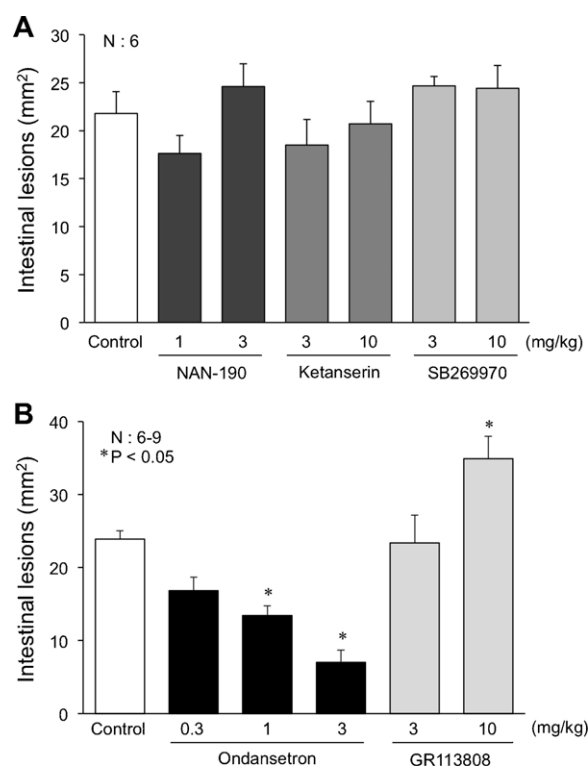 A
N : 6
Intestinal lesions (mm²)
30
25
20
15
10
5
0
Control 1 3 3 10 3 10 (mg/kg)
NAN-190 Ketanserin SB269970
B
N : 6-9
*P < 0.05
Intestinal lesions (mm²)
40
30
20
10
0
* * *
Control 0.3 1 3 3 10 (mg/kg)
Ondansetron GR113808